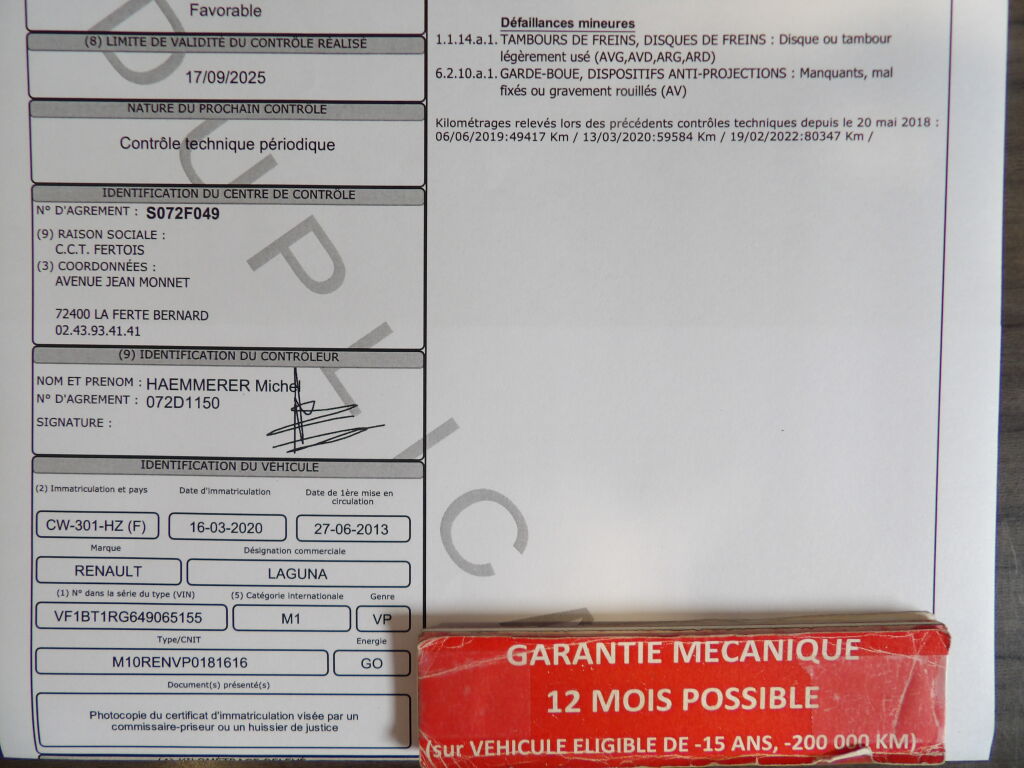 Favorable
(8) LIMITE DE VALIDITÉ DU CONTRÔLE RÉALISÉ
17/09/2025
NATURE DU PROCHAIN CONTRÔLE
Contrôle technique périodique
IDENTIFICATION DU CENTRE DE CONTRÔLE
N° D'AGREMENT : S072F049
(9) RAISON SOCIALE :
C.C.T. FERTOIS
(3) COORDONNÉES :
AVENUE JEAN MONNET
72400 LA FERTE BERNARD
02.43.93.41.41
(9) IDENTIFICATION DU CONTRÔLEUR
NOM ET PRENOM : HAEMMERER Michel
N° D'AGREMENT : 072D1150
SIGNATURE :
IDENTIFICATION DU VÉHICULE
(2) Immatriculation et pays Date d'immatriculation Date de 1ère mise en
circulation
CW-301-HZ (F) 16-03-2020 27-06-2013
Marque Désignation commerciale
RENAULT LAGUNA
(1) N° dans la série du type (VIN) (5) Catégorie internationale Genre
VF1BT1RG649065155 M1 VP
Type/CNIT Energie
M10RENVP0181616 GO
Document(s) présenté(s)
Photocopie du certificat d'immatriculation visée par un
commissaire-priseur ou un huissier de justice
Défaillances mineures
1.1.14.a.1. TAMBOURS DE FREINS, DISQUES DE FREINS : Disque ou tambour
légèrement usé (AVG,AVD,ARG,ARD)
6.2.10.a.1. GARDE-BOUE, DISPOSITIFS ANTI-PROJECTIONS : Manquants, mal
fixés ou gravement rouillés (AV)
Kilométrages relevés lors des précédents contrôles techniques depuis le 20 mai 2018 :
06/06/2019:49417 Km / 13/03/2020:59584 Km / 19/02/2022:80347 Km /
DUPLIC
GARANTIE MECANIQUE
12 MOIS POSSIBLE
(sur VEHICULE ELIGIBLE DE -15 ANS, -200 000 KM)